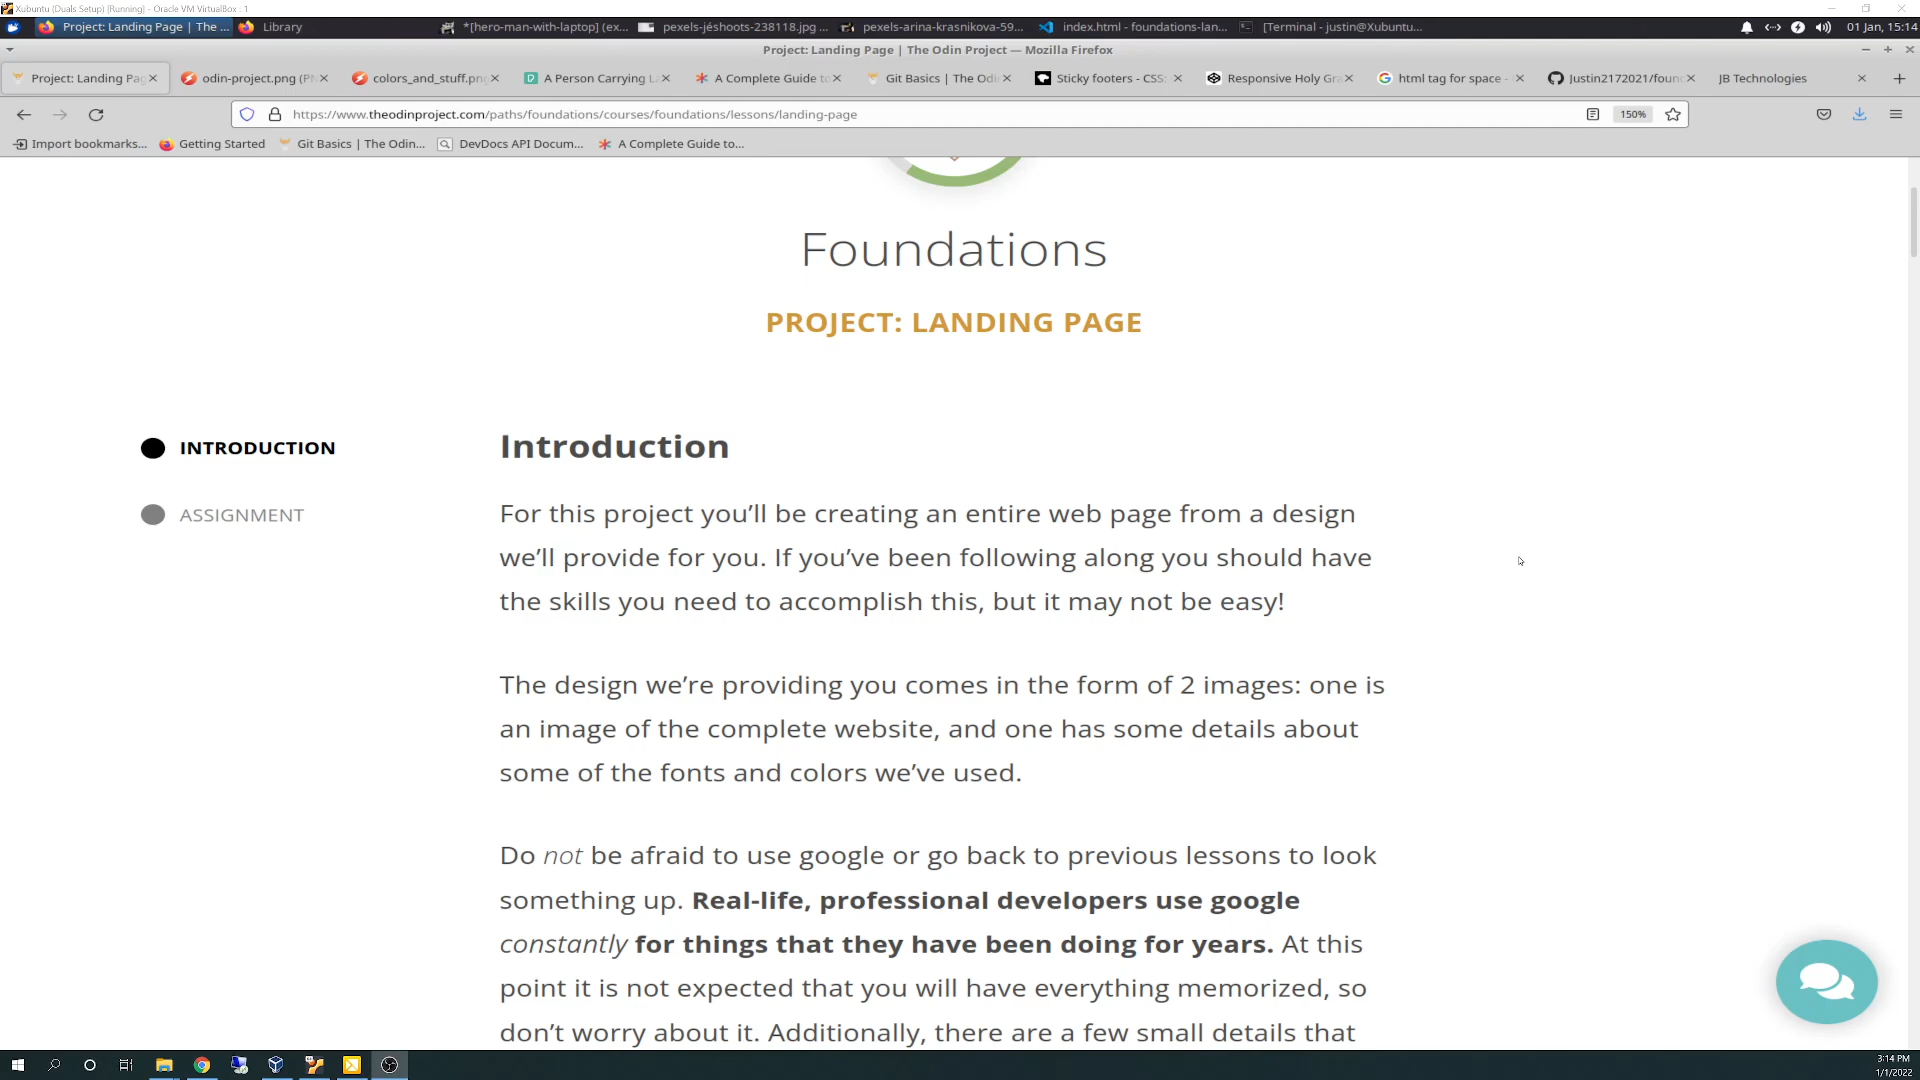 Xubuntu (Duals Setup) [Running] - Oracle VM VirtualBox : 1
Project: Landing Page | The ... Library *[hero-man-with-laptop] (ex... pexels-jéshoots-238118.jpg ... pexels-arina-krasnikova-59... index.html - foundations-lan... [Terminal - justin@Xubuntu... 01 Jan, 15:14
Project: Landing Page | The Odin Project — Mozilla Firefox
Project: Landing Pag odin-project.png (PN colors_and_stuff.png A Person Carrying L A Complete Guide to Git Basics | The Odi Sticky footers - CSS: Responsive Holy Gra html tag for space - Justin2172021/foun JB Technologies
https://www.theodinproject.com/paths/foundations/courses/foundations/lessons/landing-page 150%
Import bookmarks... Getting Started Git Basics | The Odin... DevDocs API Docum... A Complete Guide to...
Foundations
PROJECT: LANDING PAGE
INTRODUCTION
ASSIGNMENT
Introduction
For this project you’ll be creating an entire web page from a design
we’ll provide for you. If you’ve been following along you should have
the skills you need to accomplish this, but it may not be easy!
The design we’re providing you comes in the form of 2 images: one is
an image of the complete website, and one has some details about
some of the fonts and colors we’ve used.
Do not be afraid to use google or go back to previous lessons to look
something up. Real-life, professional developers use google
constantly for things that they have been doing for years. At this
point it is not expected that you will have everything memorized, so
don’t worry about it. Additionally, there are a few small details that
3:14 PM
1/1/2022